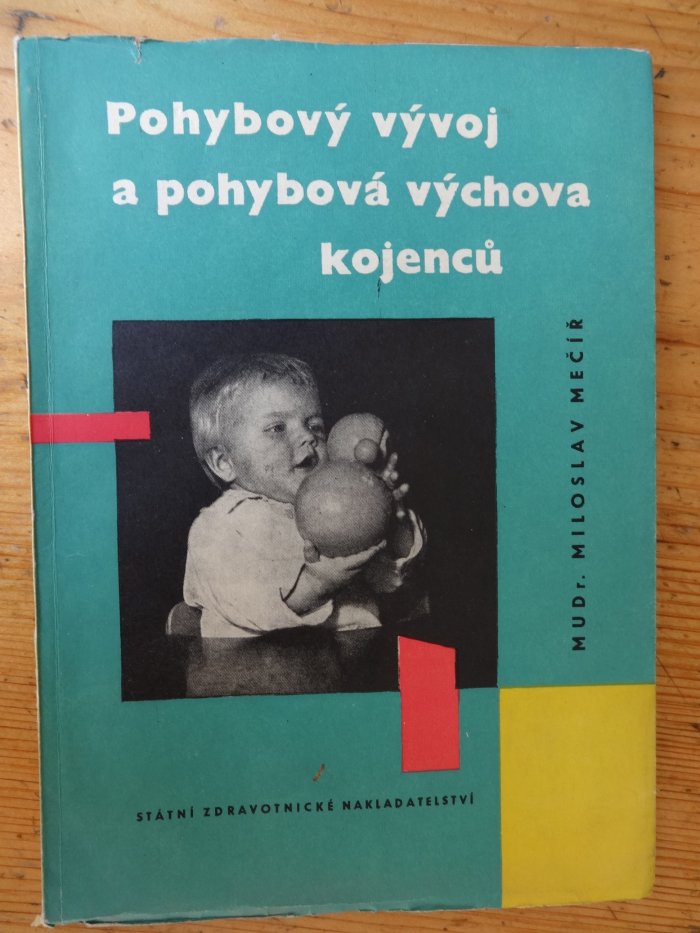 Pohybový vývoj
a pohybová výchova
kojenců
MUDr. MILOSLAV MEČÍŘ
STÁTNÍ ZDRAVOTNICKÉ NAKLADATELSTVÍ